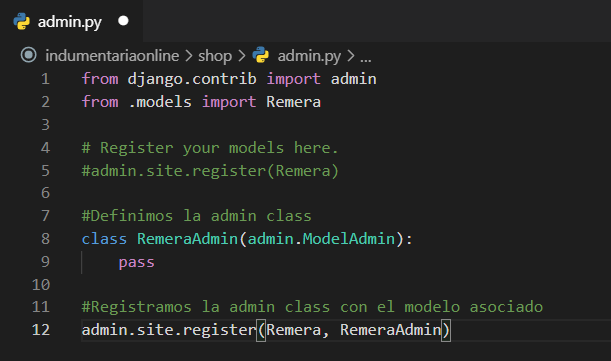 admin.py
indumentariaonline > shop > admin.py > ...
1 from django.contrib import admin
2 from .models import Remera
3
4 # Register your models here.
5 #admin.site.register(Remera)
6
7 #Definimos la admin class
8 class RemeraAdmin(admin.ModelAdmin):
9     pass
10
11 #Registramos la admin class con el modelo asociado
12 admin.site.register(Remera, RemeraAdmin)